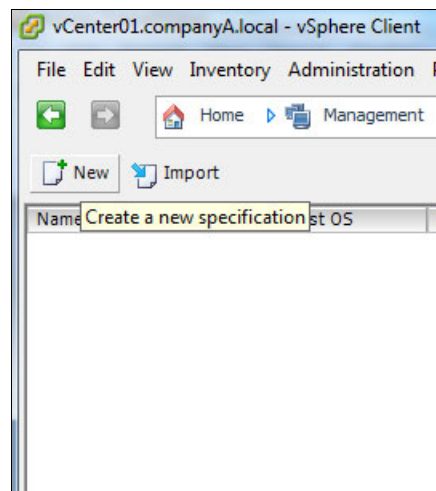 vCenter01.companyA.local - vSphere Client
File Edit View Inventory Administration
Home Management
New Import
Name Create a new specification st OS